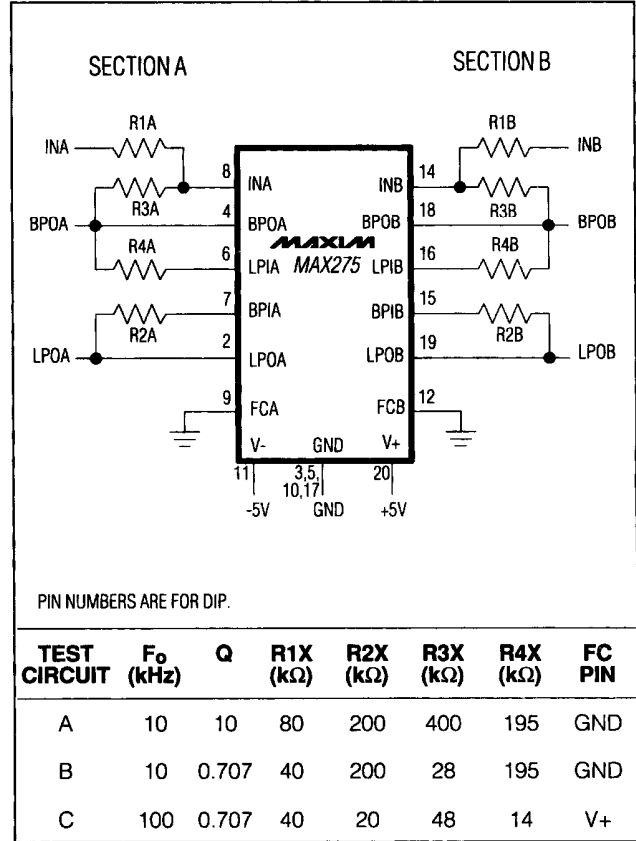 SECTION A
SECTION B
R1A
R1B
INA
INB
8
INA
INB
14
R3A
R3B
BPOA
4
BPOA
BPOB
18
BPOB
MAXIM
MAX275
R4A
R4B
6
LPIA
LPIB
16
7
BPIA
BPIB
15
R2A
R2B
LPOA
2
LPOA
LPOB
19
LPOB
9
FCA
FCB
12
V-
GND
V+
11
3,5,
10,17
20
-5V
GND
+5V
PIN NUMBERS ARE FOR DIP.
TEST CIRCUIT Fo (kHz) Q R1X (kΩ) R2X (kΩ) R3X (kΩ) R4X (kΩ) FC PIN
A 10 10 80 200 400 195 GND
B 10 0.707 40 200 28 195 GND
C 100 0.707 40 20 48 14 V+